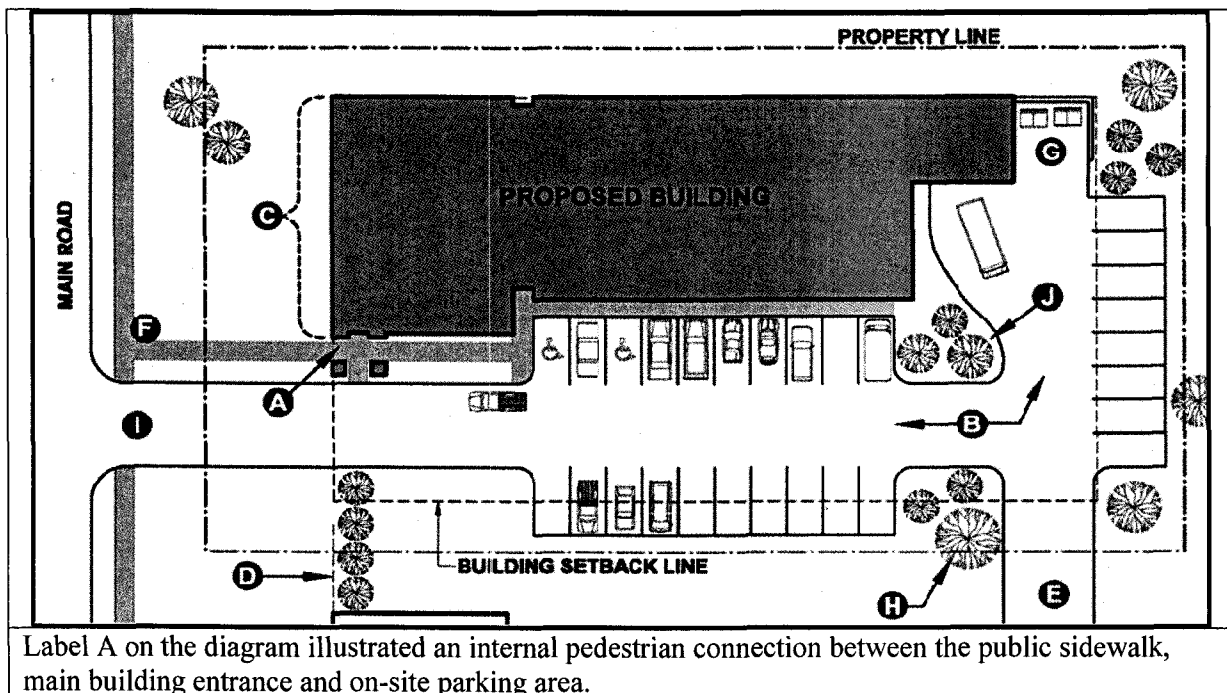 PROPERTY LINE
G
PROPOSED BUILDING
C
MAIN ROAD
J
F
A
B
I
BUILDING SETBACK LINE
D
H
E
Label A on the diagram illustrated an internal pedestrian connection between the public sidewalk,
main building entrance and on-site parking area.